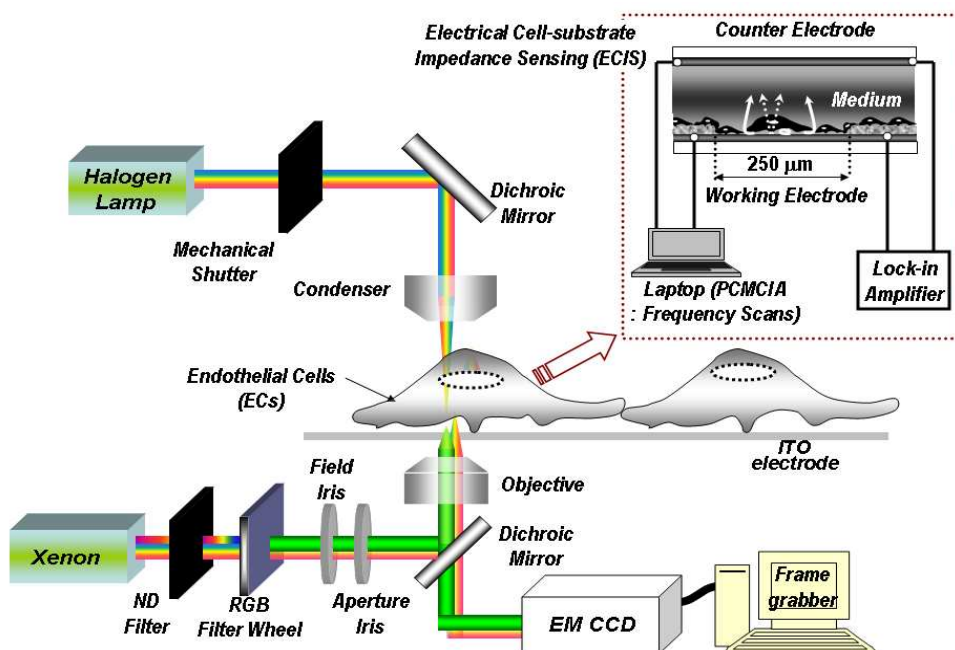 Electrical Cell-substrate
Impedance Sensing (ECIS)
Counter Electrode
Medium
250 μm
Working Electrode
Laptop (PCMCIA
: Frequency Scans)
Lock-in
Amplifier
Halogen
Lamp
Mechanical
Shutter
Dichroic
Mirror
Condenser
Endothelial Cells
(ECs)
ITO
electrode
Field
Iris
Objective
Xenon
ND
Filter
RGB
Filter Wheel
Aperture
Iris
Dichroic
Mirror
EM CCD
Frame
grabber